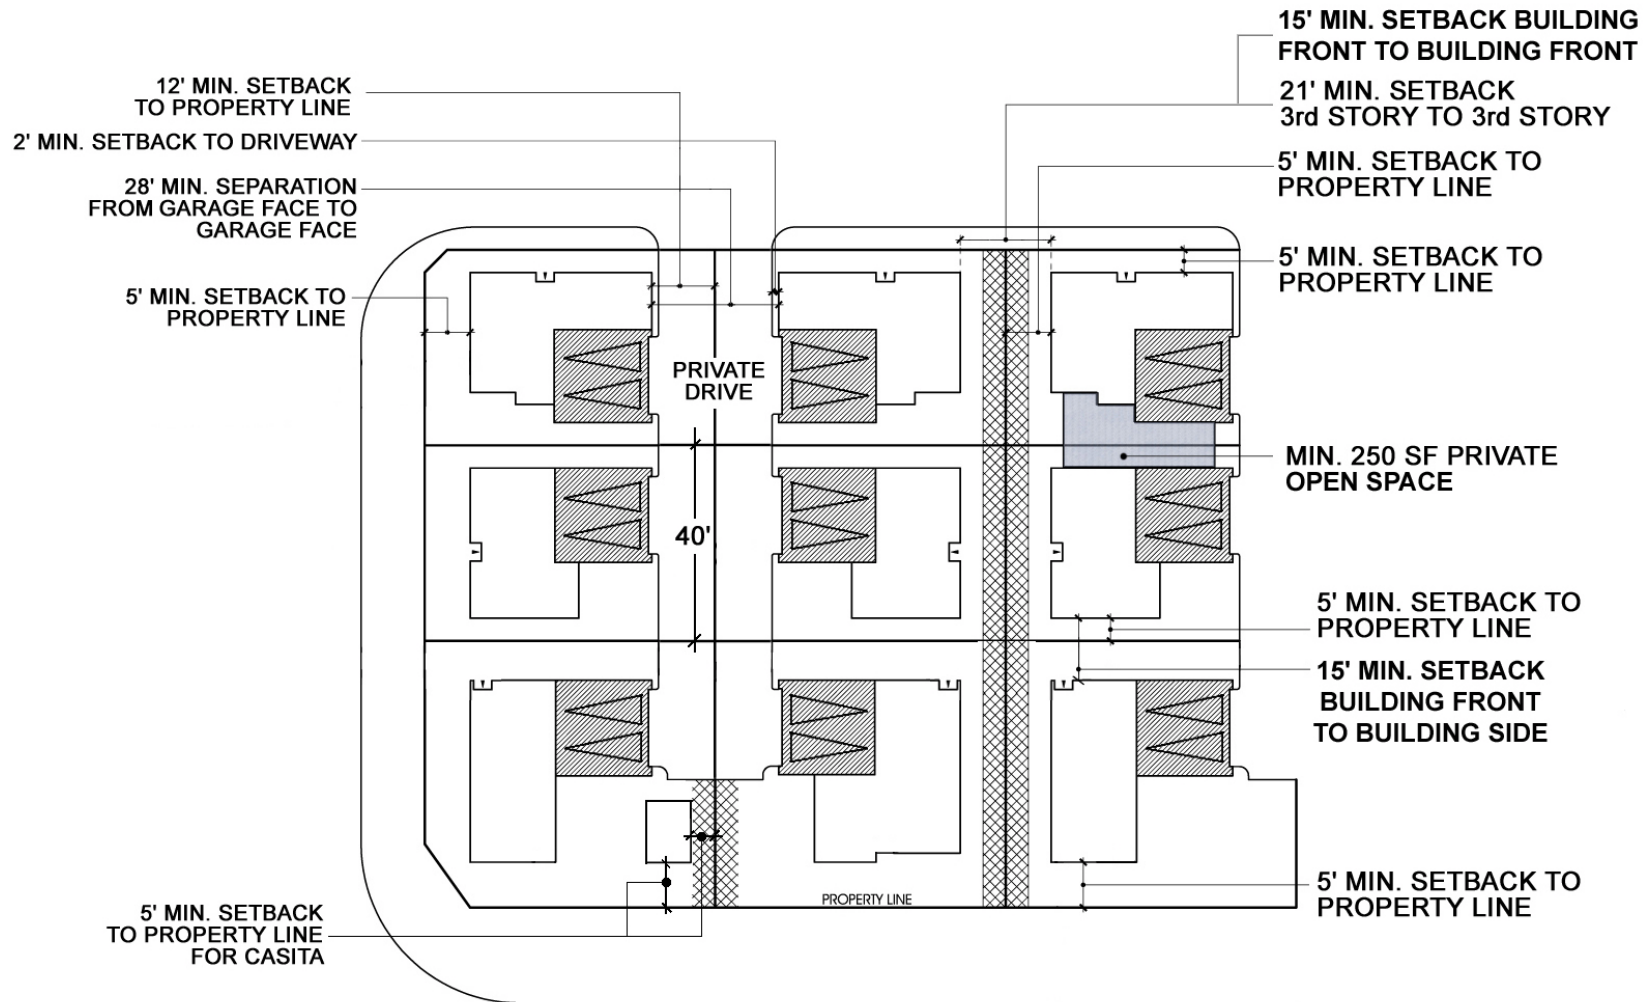 15' MIN. SETBACK BUILDING
FRONT TO BUILDING FRONT
12' MIN. SETBACK
TO PROPERTY LINE
21' MIN. SETBACK
3rd STORY TO 3rd STORY
2' MIN. SETBACK TO DRIVEWAY
5' MIN. SETBACK TO
PROPERTY LINE
28' MIN. SEPARATION
FROM GARAGE FACE TO
GARAGE FACE
5' MIN. SETBACK TO
PROPERTY LINE
5' MIN. SETBACK TO
PROPERTY LINE
PRIVATE
DRIVE
MIN. 250 SF PRIVATE
OPEN SPACE
40'
5' MIN. SETBACK TO
PROPERTY LINE
15' MIN. SETBACK
BUILDING FRONT
TO BUILDING SIDE
5' MIN. SETBACK TO
PROPERTY LINE
PROPERTY LINE
5' MIN. SETBACK
TO PROPERTY LINE
FOR CASITA